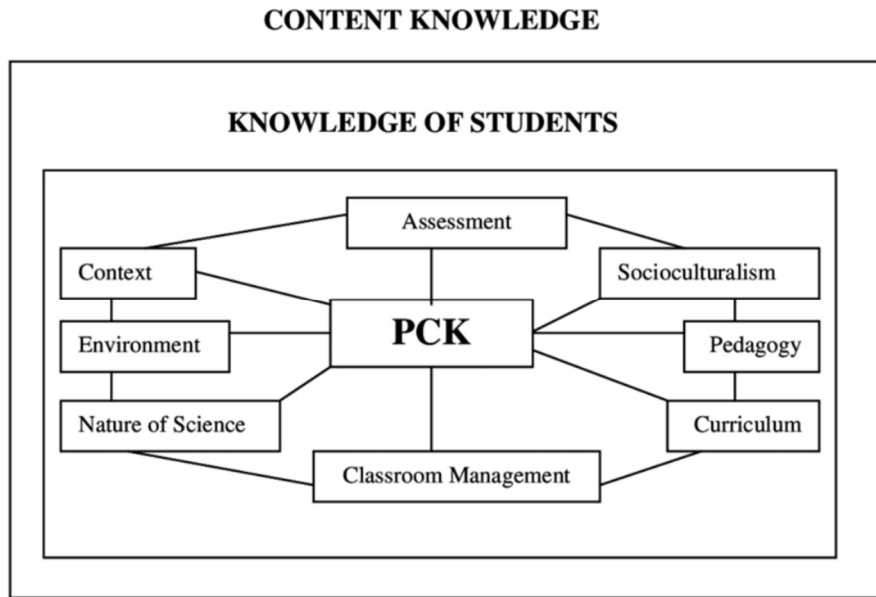 CONTENT KNOWLEDGE
KNOWLEDGE OF STUDENTS
Assessment
Context
Socioculturalism
PCK
Environment
Pedagogy
Nature of Science
Curriculum
Classroom Management